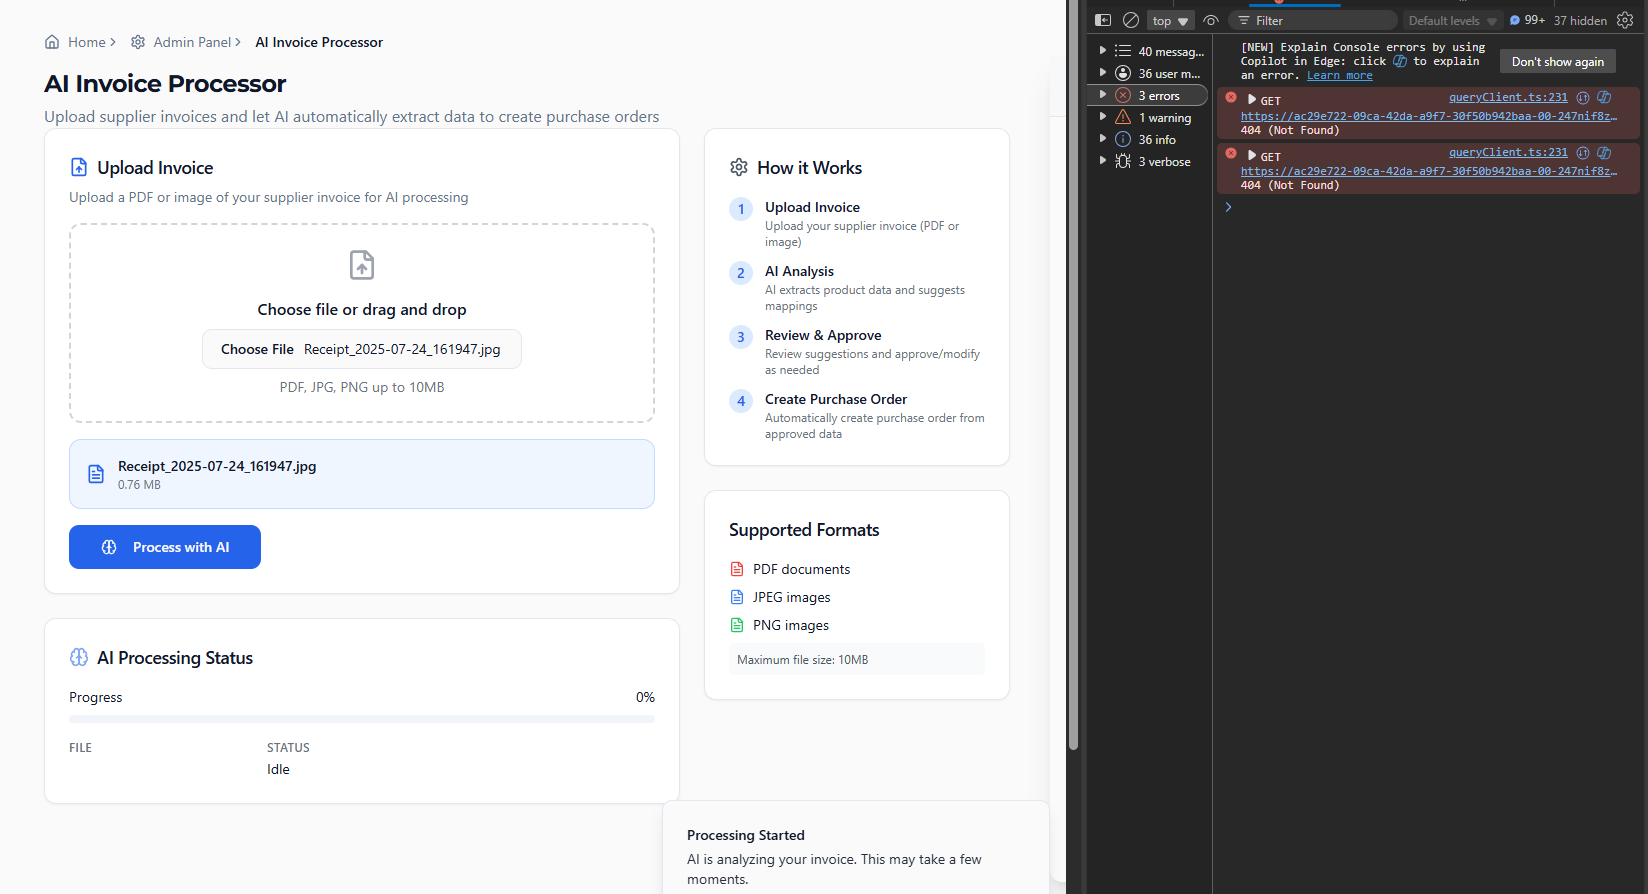 Home > Admin Panel > AI Invoice Processor
AI Invoice Processor
Upload supplier invoices and let AI automatically extract data to create purchase orders
Upload Invoice
Upload a PDF or image of your supplier invoice for AI processing
Choose file or drag and drop
Choose File Receipt_2025-07-24_161947.jpg
PDF, JPG, PNG up to 10MB
Receipt_2025-07-24_161947.jpg
0.76 MB
Process with AI
AI Processing Status
Progress 0%
FILE STATUS
Idle
How it Works
1 Upload Invoice
Upload your supplier invoice (PDF or
image)
2 AI Analysis
AI extracts product data and suggests
mappings
3 Review & Approve
Review suggestions and approve/modify
as needed
4 Create Purchase Order
Automatically create purchase order from
approved data
Supported Formats
PDF documents
JPEG images
PNG images
Maximum file size: 10MB
Processing Started
AI is analyzing your invoice. This may take a few
moments.
top Filter Default levels 99+ 37 hidden
40 messag...
36 user m...
3 errors
1 warning
36 info
3 verbose
[NEW] Explain Console errors by using
Copilot in Edge: click to explain
an error. Learn more
Don't show again
GET queryClient.ts:231
https://ac29e722-09ca-42da-a9f7-30f50b942baa-00-247nif8z…
404 (Not Found)
GET queryClient.ts:231
https://ac29e722-09ca-42da-a9f7-30f50b942baa-00-247nif8z…
404 (Not Found)